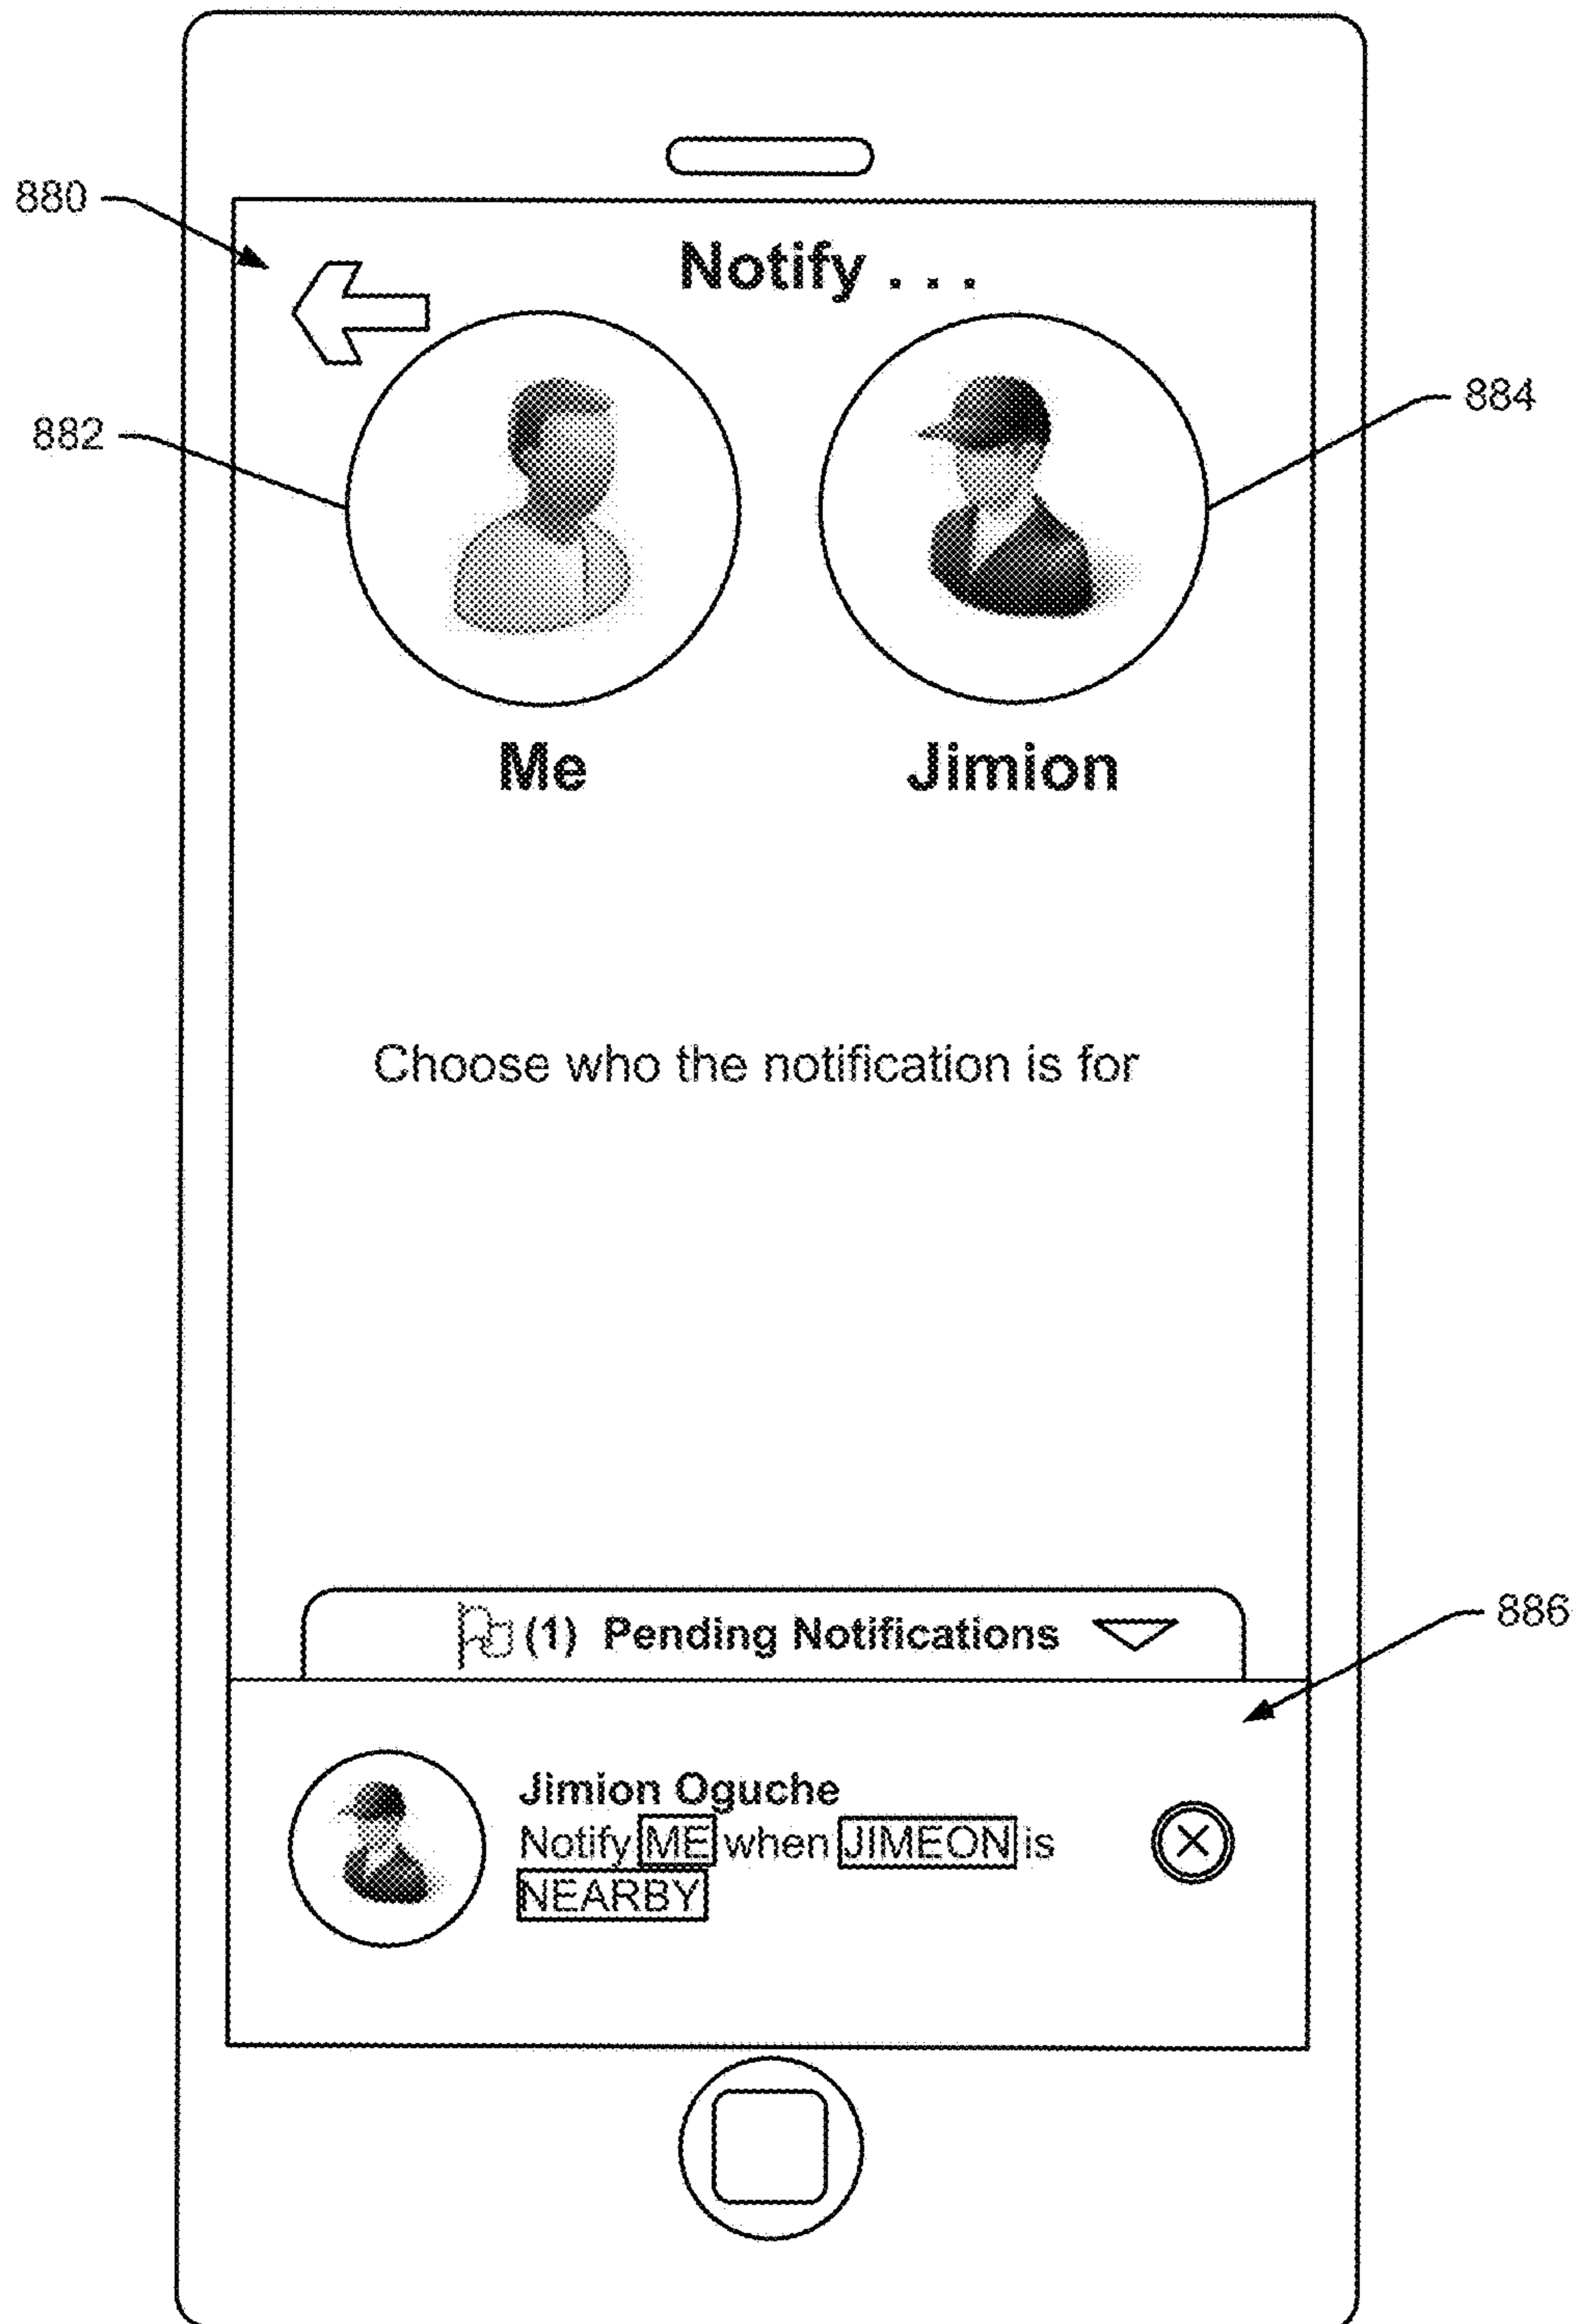 880
Notify . . .
882
884
Me
Jimion
Choose who the notification is for
(1) Pending Notifications
886
Jimion Oguche
Notify ME when JIMEON is
NEARBY